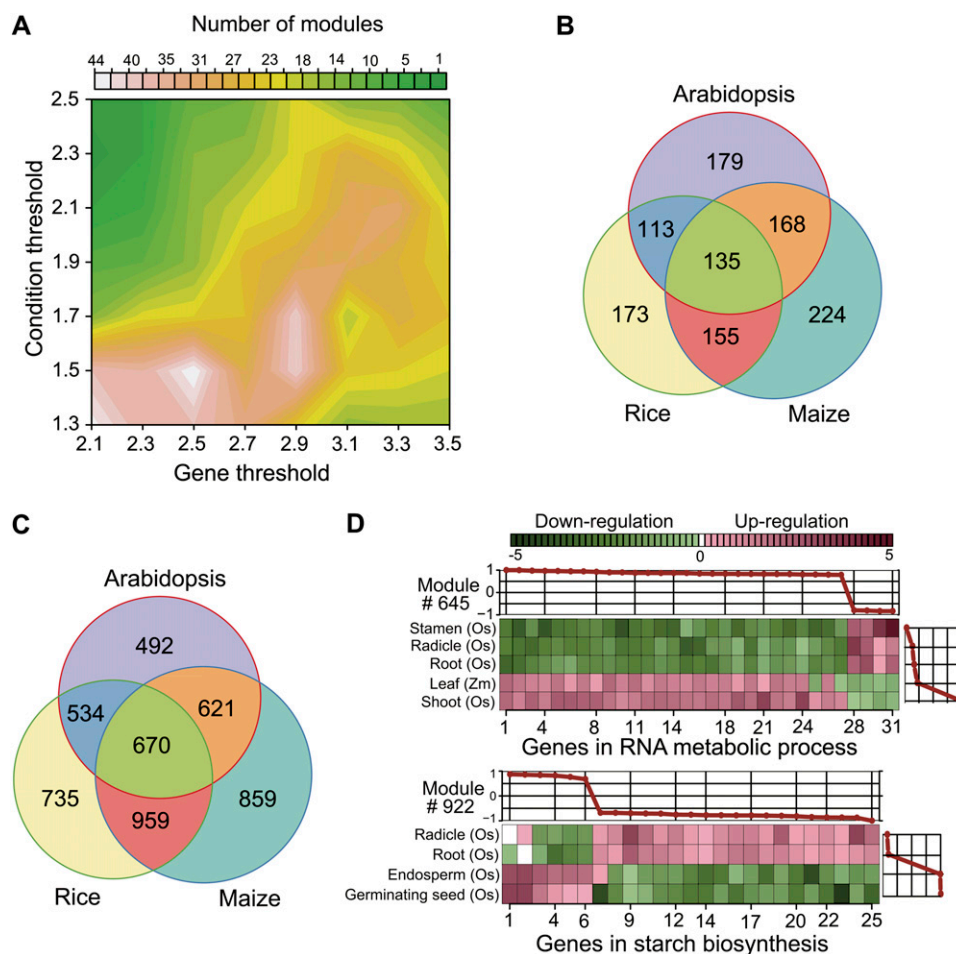 A
Number of modules
44 40 35 31 27 23 18 14 10 5 1
Condition threshold
2.5
2.3
2.1
1.9
1.7
1.5
1.3
2.1 2.3 2.5 2.7 2.9 3.1 3.3 3.5
Gene threshold
B
Arabidopsis
179
113
168
135
173
155
224
Rice
Maize
C
Arabidopsis
492
534
621
670
735
959
859
Rice
Maize
D
Down-regulation Up-regulation
-5 0 5
Module
# 645
1
0
−1
Stamen (Os)
Radicle (Os)
Root (Os)
Leaf (Zm)
Shoot (Os)
1 4 8 11 14 18 21 24 28 31
Genes in RNA metabolic process
Module
# 922
1
0
−1
Radicle (Os)
Root (Os)
Endosperm (Os)
Germinating seed (Os)
1 4 6 9 12 14 17 20 22 25
Genes in starch biosynthesis